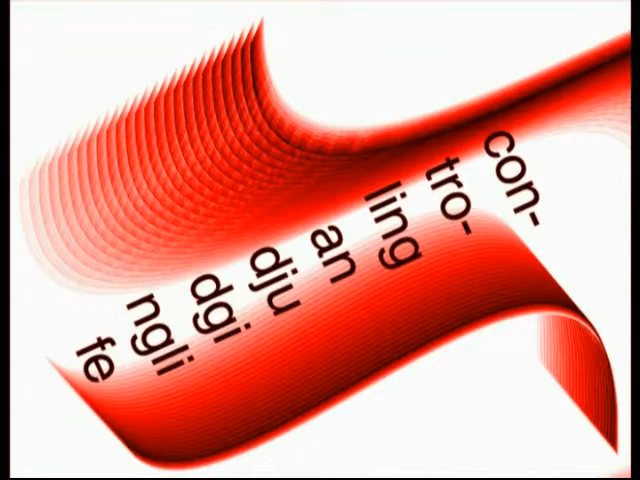 con-
tro-
ling
an
dju
dgi
ngli
fe